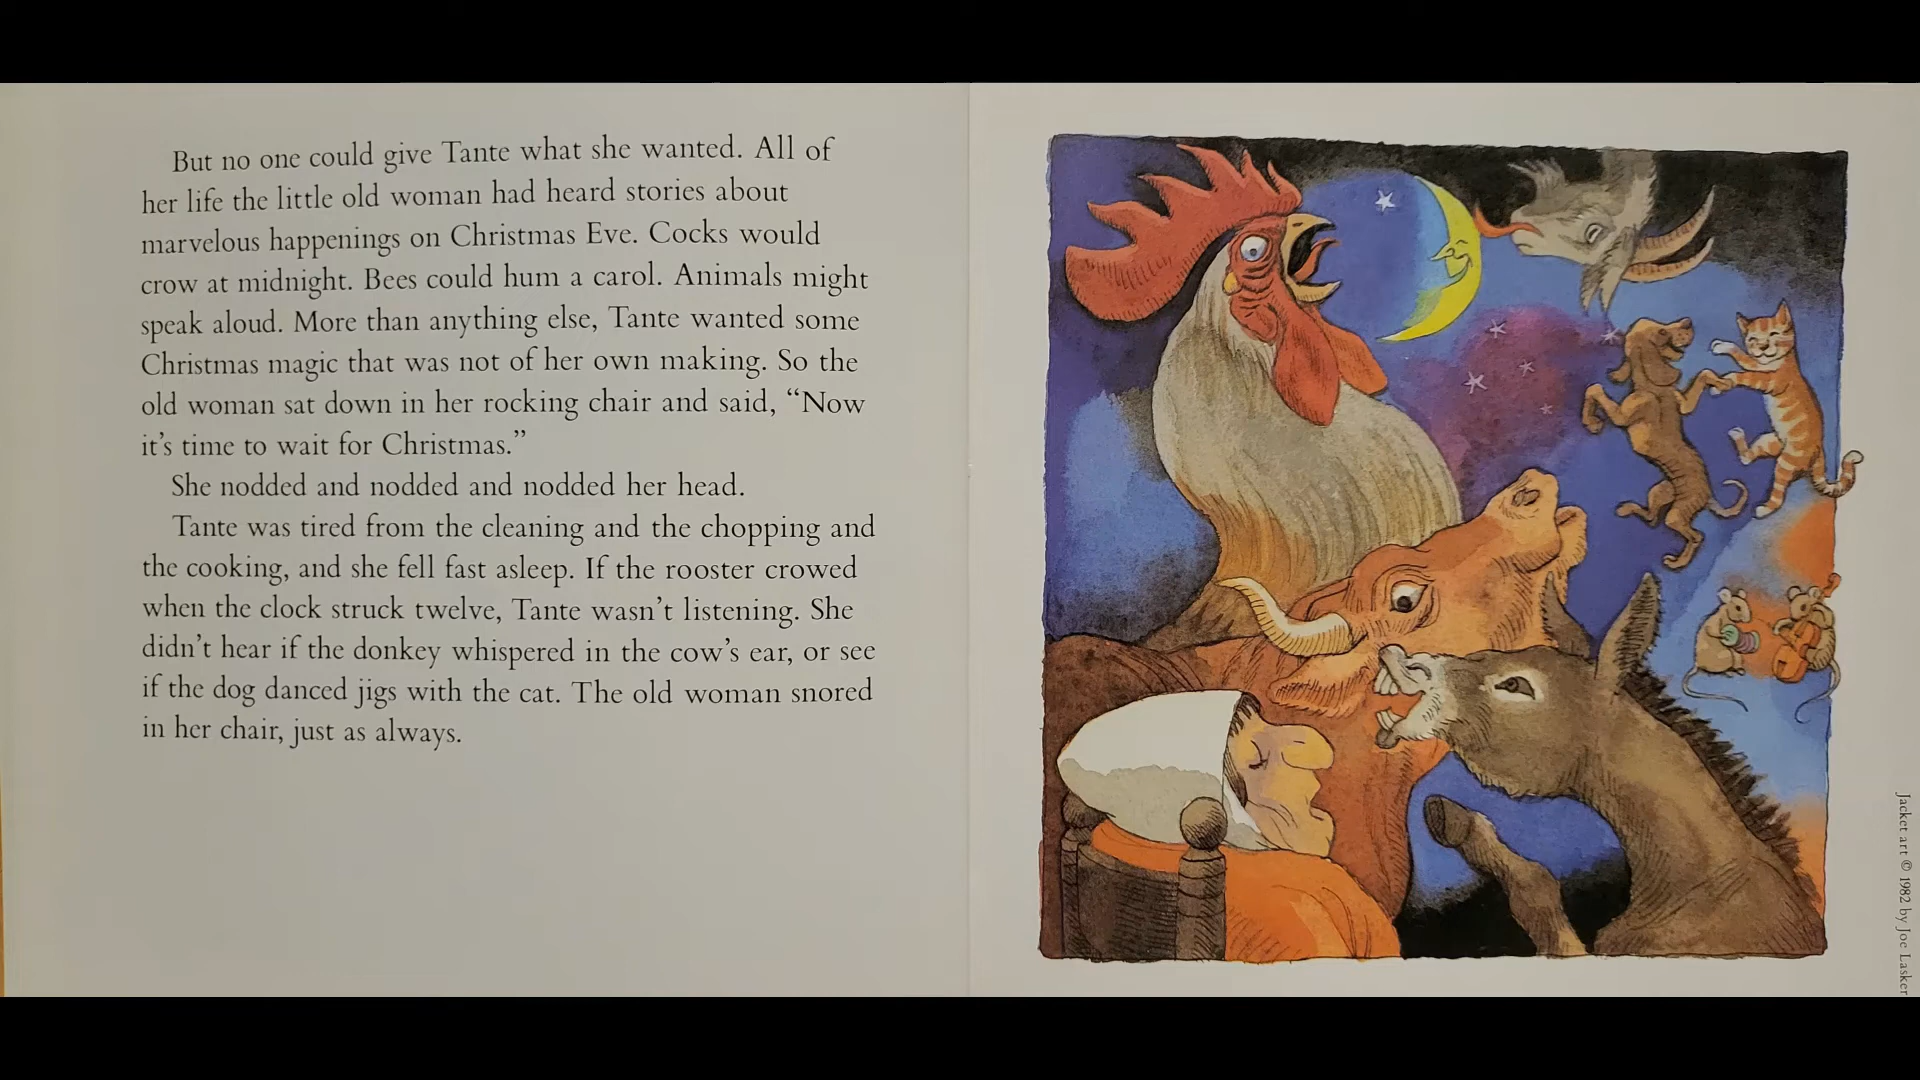 But no one could give Tante what she wanted. All of
her life the little old woman had heard stories about
marvelous happenings on Christmas Eve. Cocks would
crow at midnight. Bees could hum a carol. Animals might
speak aloud. More than anything else, Tante wanted some
Christmas magic that was not of her own making. So the
old woman sat down in her rocking chair and said, “Now
it’s time to wait for Christmas.”
She nodded and nodded and nodded her head.
Tante was tired from the cleaning and the chopping and
the cooking, and she fell fast asleep. If the rooster crowed
when the clock struck twelve, Tante wasn’t listening. She
didn’t hear if the donkey whispered in the cow’s ear, or see
if the dog danced jigs with the cat. The old woman snored
in her chair, just as always.
Jacket art © 1982 by Joe Lasker